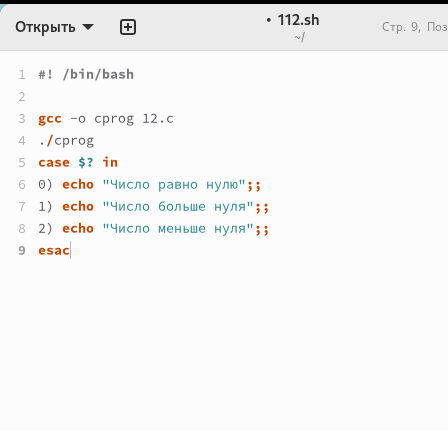 Открыть
• 112.sh
~/
Стр. 9, Поз
1 #! /bin/bash
2
3 gcc -o cprog 12.c
4 ./cprog
5 case $? in
6 0) echo "Число равно нулю";;
7 1) echo "Число больше нуля";;
8 2) echo "Число меньше нуля";;
9 esac